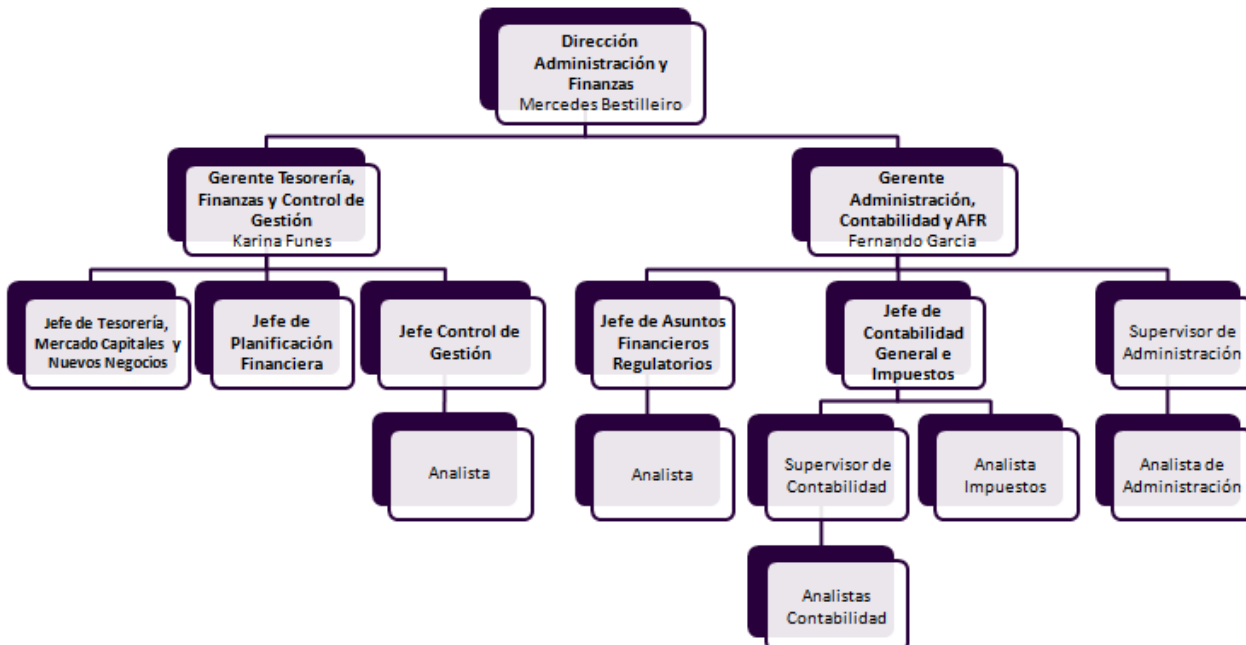 Dirección
Administración y
Finanzas
Mercedes Bestilleiro
Gerente Tesorería,
Finanzas y Control de
Gestión
Karina Funes
Gerente
Administración,
Contabilidad y AFR
Fernando Garcia
Jefe de Tesorería,
Mercado Capitales y
Nuevos Negocios
Jefe de
Planificación
Financiera
Jefe Control de
Gestión
Jefe de Asuntos
Financieros
Regulatorios
Jefe de
Contabilidad
General e
Impuestos
Supervisor de
Administración
Analista
Analista
Supervisor de
Contabilidad
Analista
Impuestos
Analista de
Administración
Analistas
Contabilidad